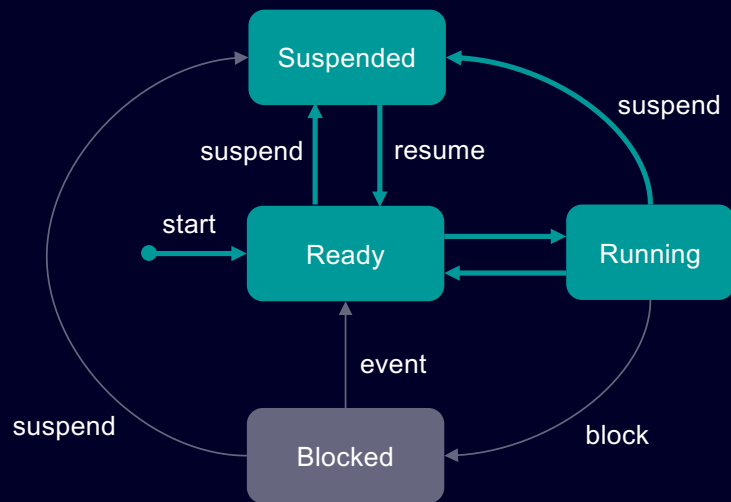 Suspended
suspend
suspend
resume
start
Ready
Running
event
suspend
block
Blocked